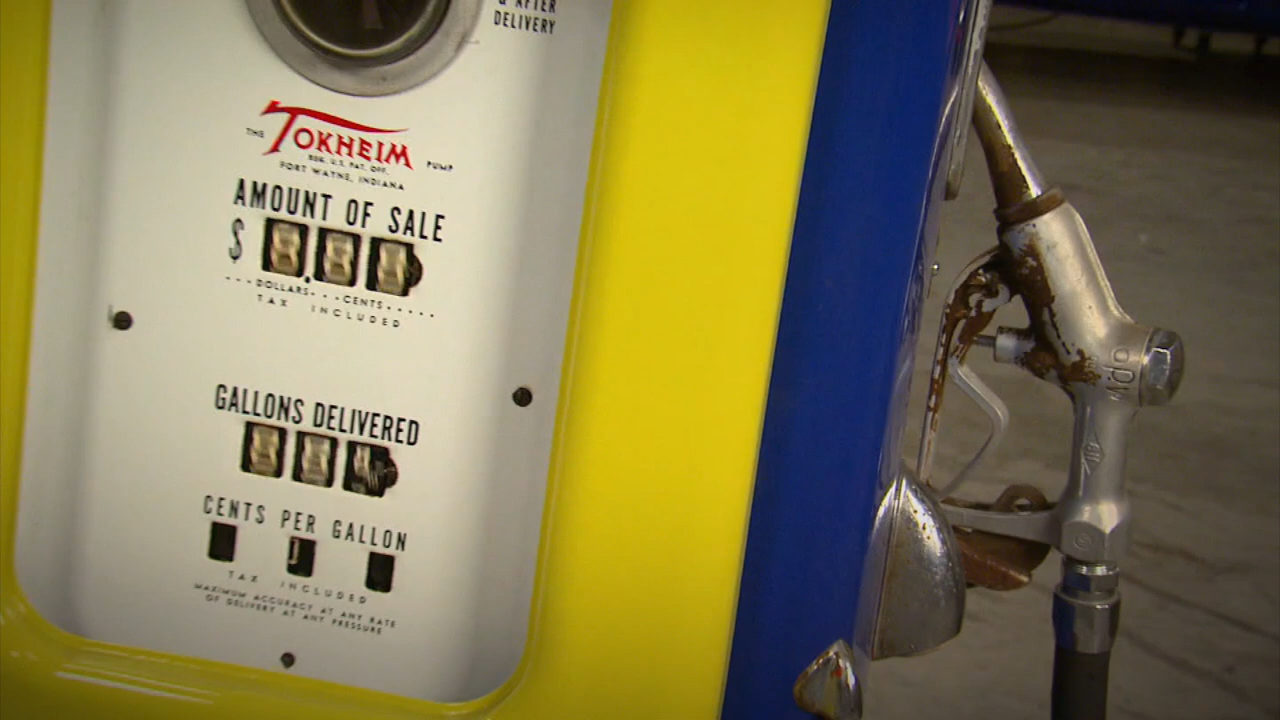 & AFTER
DELIVERY
THE TOKHEIM PUMP
REG. U.S. PAT. OFF.
FORT WAYNE, INDIANA
AMOUNT OF SALE
$
DOLLARS CENTS
TAX INCLUDED
GALLONS DELIVERED
CENTS PER GALLON
TAX INCLUDED
MAXIMUM ACCURACY AT ANY RATE
OF DELIVERY AT ANY PRESSURE